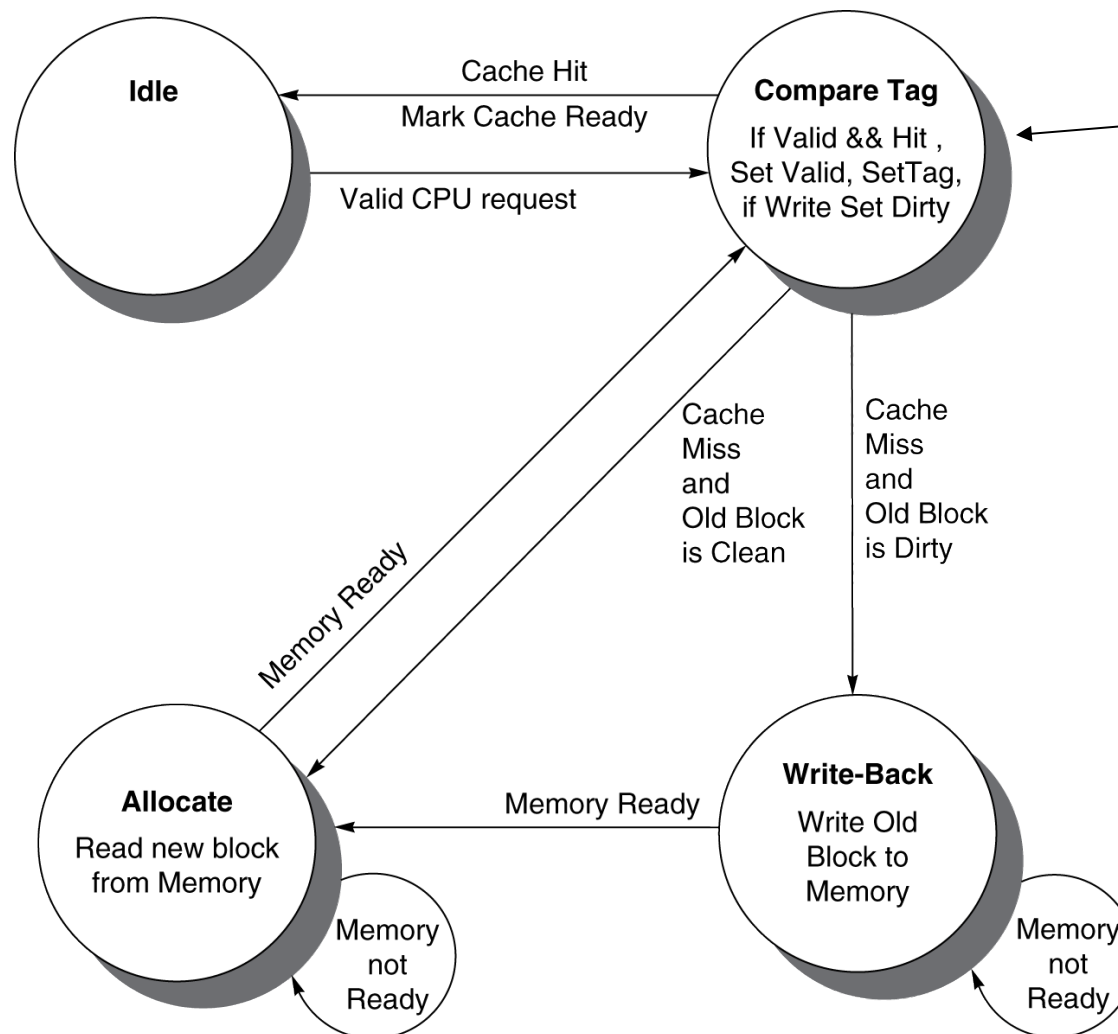 Idle
Cache Hit
Mark Cache Ready
Valid CPU request
Compare Tag
If Valid && Hit ,
Set Valid, SetTag,
if Write Set Dirty
Cache
Miss
and
Old Block
is Clean
Cache
Miss
and
Old Block
is Dirty
Memory Ready
Allocate
Read new block
from Memory
Memory
not
Ready
Memory Ready
Write-Back
Write Old
Block to
Memory
Memory
not
Ready